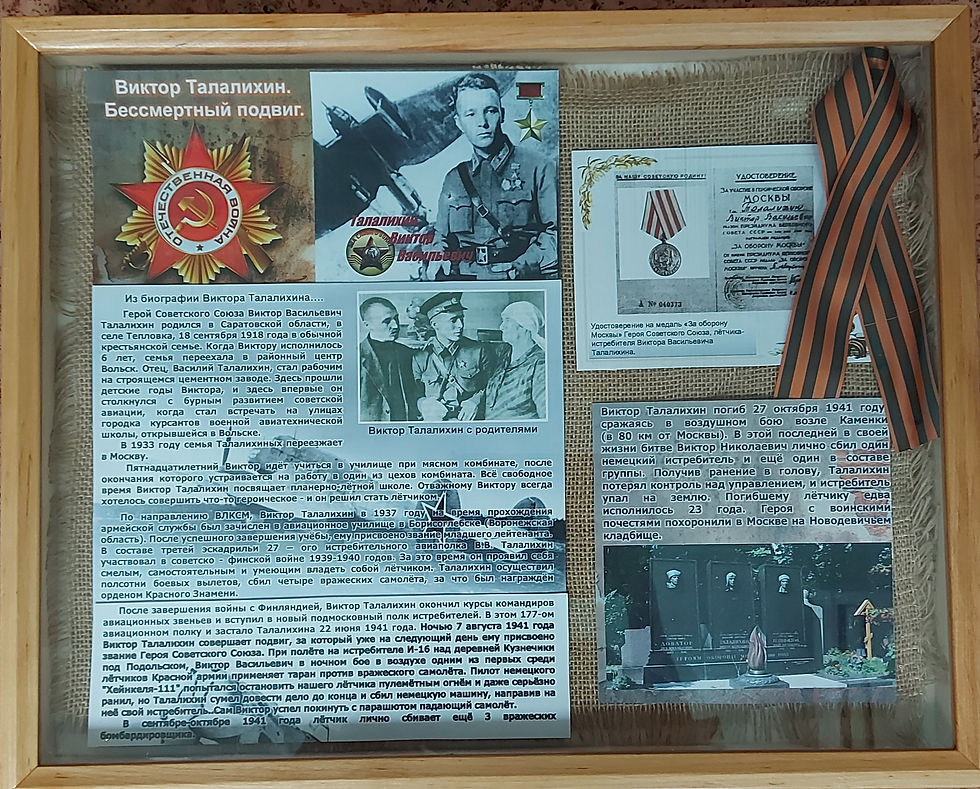 Виктор Талалихин.
Бессмертный подвиг.
ОТЕЧЕСТВЕННАЯ ВОЙНА
Талалихин
Виктор
Васильевич
Из биографии Виктора Талалихина....
Герой Советского Союза Виктор Васильевич
Талалихин родился в Саратовской области, в
селе Тепловка, 18 сентября 1918 года в обычной
крестьянской семье. Когда Виктору исполнилось
6 лет, семья переехала в районный центр
Вольск. Отец, Василий Талалихин, стал рабочим
на строящемся цементном заводе. Здесь прошли
детские годы Виктора, и здесь впервые он
столкнулся с бурным развитием советской
авиации, когда стал встречать на улицах
городка курсантов военной авиатехнической
школы, открывшейся в Вольске.
В 1933 году семья Талалихиных переезжает
в Москву.
Виктор Талалихин с родителями
Пятнадцатилетний Виктор идёт учиться в училище при мясном комбинате, после
окончания которого устраивается на работу в один из цехов комбината. Всё свободное
время Виктор Талалихин посвящает планерно-лётной школе. Отважному Виктору всегда
хотелось совершить что-то героическое - и он решил стать лётчиком.
По направлению ВЛКСМ, Виктор Талалихин в 1937 году на время прохождения
армейской службы был зачислен в авиационное училище в Борисоглебске (Воронежская
область). После успешного завершения учёбы, ему присвоено звание младшего лейтенанта.
В составе третей эскадрильи 27 – ого истребительного авиаполка В.В. Талалихин
участвовал в советско - финской войне 1939-1940 годов. За это время он проявил себя
смелым, самостоятельным и умеющим владеть собой лётчиком. Талалихин осуществил
полсотни боевых вылетов, сбил четыре вражеских самолёта, за что был награждён
орденом Красного Знамени.
После завершения войны с Финляндией, Виктор Талалихин окончил курсы командиров
авиационных звеньев и вступил в новый подмосковный полк истребителей. В этом 177-ом
авиационном полку и застало Талалихина 22 июня 1941 года. Ночью 7 августа 1941 года
Виктор Талалихин совершает подвиг, за который уже на следующий день ему присвоено
звание Героя Советского Союза. При полёте на истребителе И-16 над деревней Кузнечики
под Подольском, Виктор Васильевич в ночном бое в воздухе одним из первых среди
лётчиков Красной армии применяет таран против вражеского самолёта. Пилот немецкого
"Хейнкеля-111" попытался остановить нашего лётчика пулеметным огнём и даже серьёзно
ранил, но Талалихин сумел довести дело до конца и сбил немецкую машину, направив на
неё свой истребитель. Сам Виктор успел покинуть с парашютом падающий самолёт.
В сентябре-октябре 1941 года лётчик лично сбивает ещё 3 вражеских
бомбардировщика.
ЗА НАШУ СОВЕТСКУЮ РОДИНУ!
№ 040373
УДОСТОВЕРЕНИЕ
ЗА УЧАСТИЕ В ГЕРОИЧЕСКОЙ ОБОРОНЕ
МОСКВЫ
Талалихин
Виктор Васильевич
"ЗА ОБОРОНУ МОСКВЫ"
Удостоверение на медаль «За оборону
Москвы» Героя Советского Союза, лётчика-
истребителя Виктора Васильевича
Талалихина.
Виктор Талалихин погиб 27 октября 1941 году
сражаясь в воздушном бою возле Каменки
(в 80 км от Москвы). В этой последней в своей
жизни битве Виктор Николаевич лично сбил один
немецкий истребитель и ещё один в составе
группы. Получив ранение в голову, Талалихин
потерял контроль над управлением, и истребитель
упал на землю. Погибшему лётчику едва
исполнилось 23 года. Героя с воинскими
почестями похоронили в Москве на Новодевичьем
кладбище.